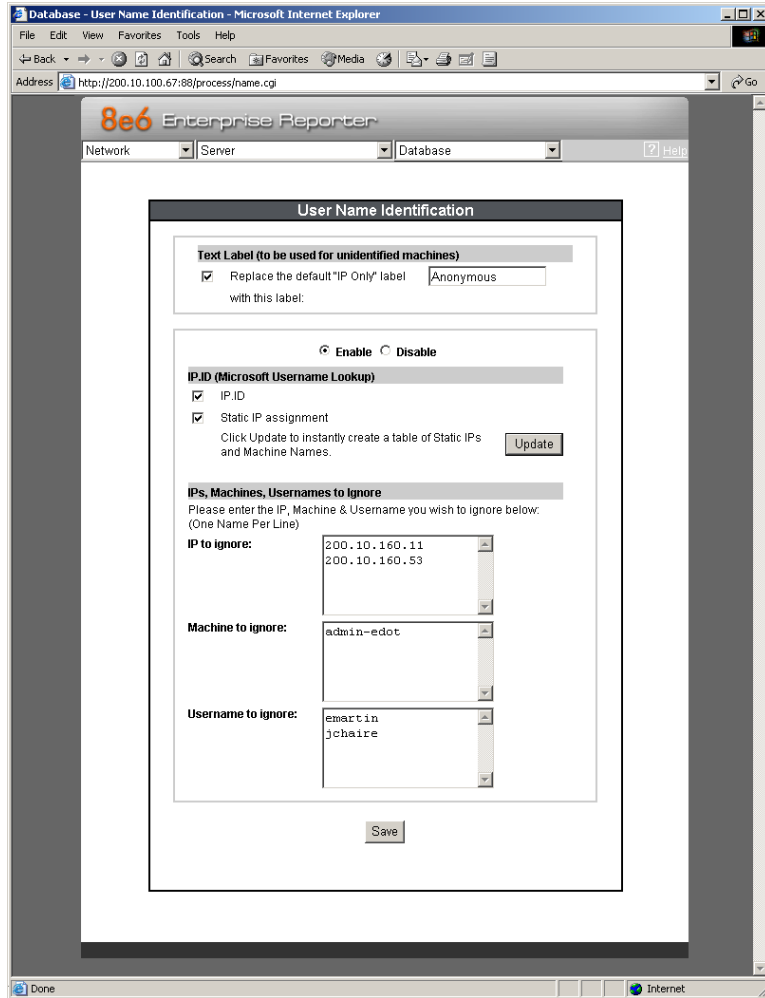 Database - User Name Identification - Microsoft Internet Explorer
File Edit View Favorites Tools Help
Back Search Favorites Media
Address http://200.10.100.67:88/process/name.cgi Go
8e6 Enterprise Reporter
Network Server Database ? Help
User Name Identification
Text Label (to be used for unidentified machines)
Replace the default "IP Only" label Anonymous
with this label:
Enable Disable
IP.ID (Microsoft Username Lookup)
IP.ID
Static IP assignment
Click Update to instantly create a table of Static IPs
and Machine Names.
Update
IPs, Machines, Usernames to Ignore
Please enter the IP, Machine & Username you wish to ignore below:
(One Name Per Line)
IP to ignore: 200.10.160.11
200.10.160.53
Machine to ignore: admin-edot
Username to ignore: emartin
jchaire
Save
Done Internet